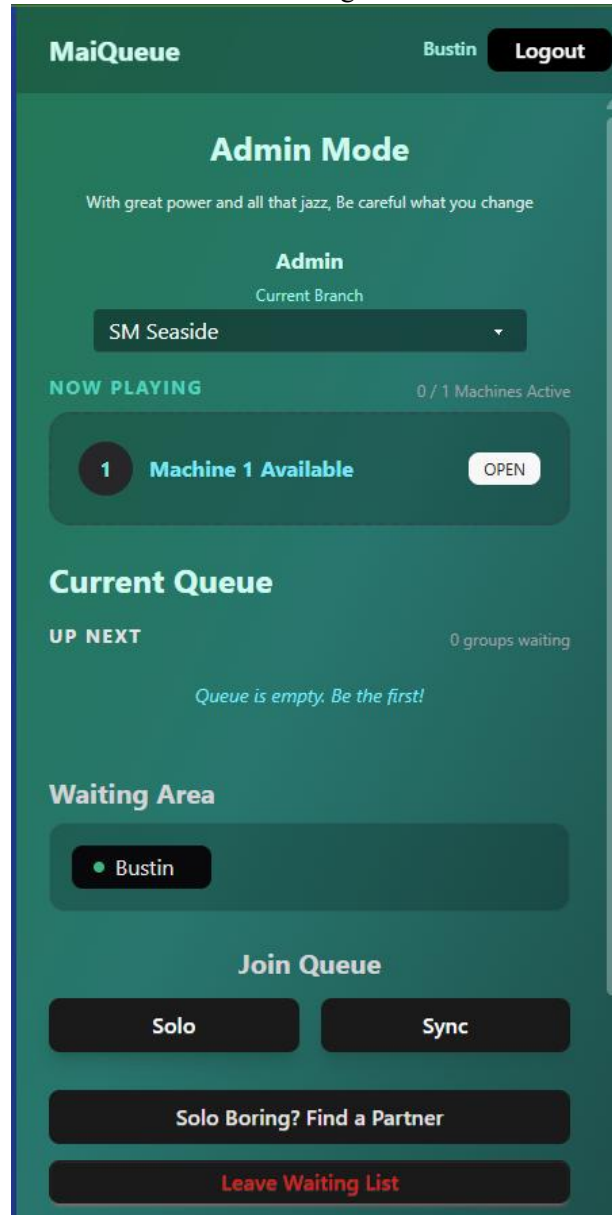 MaiQueue Bustin Logout
Admin Mode
With great power and all that jazz, Be careful what you change
Admin
Current Branch
SM Seaside
NOW PLAYING 0 / 1 Machines Active
1 Machine 1 Available OPEN
Current Queue
UP NEXT 0 groups waiting
Queue is empty. Be the first!
Waiting Area
Bustin
Join Queue
Solo Sync
Solo Boring? Find a Partner
Leave Waiting List